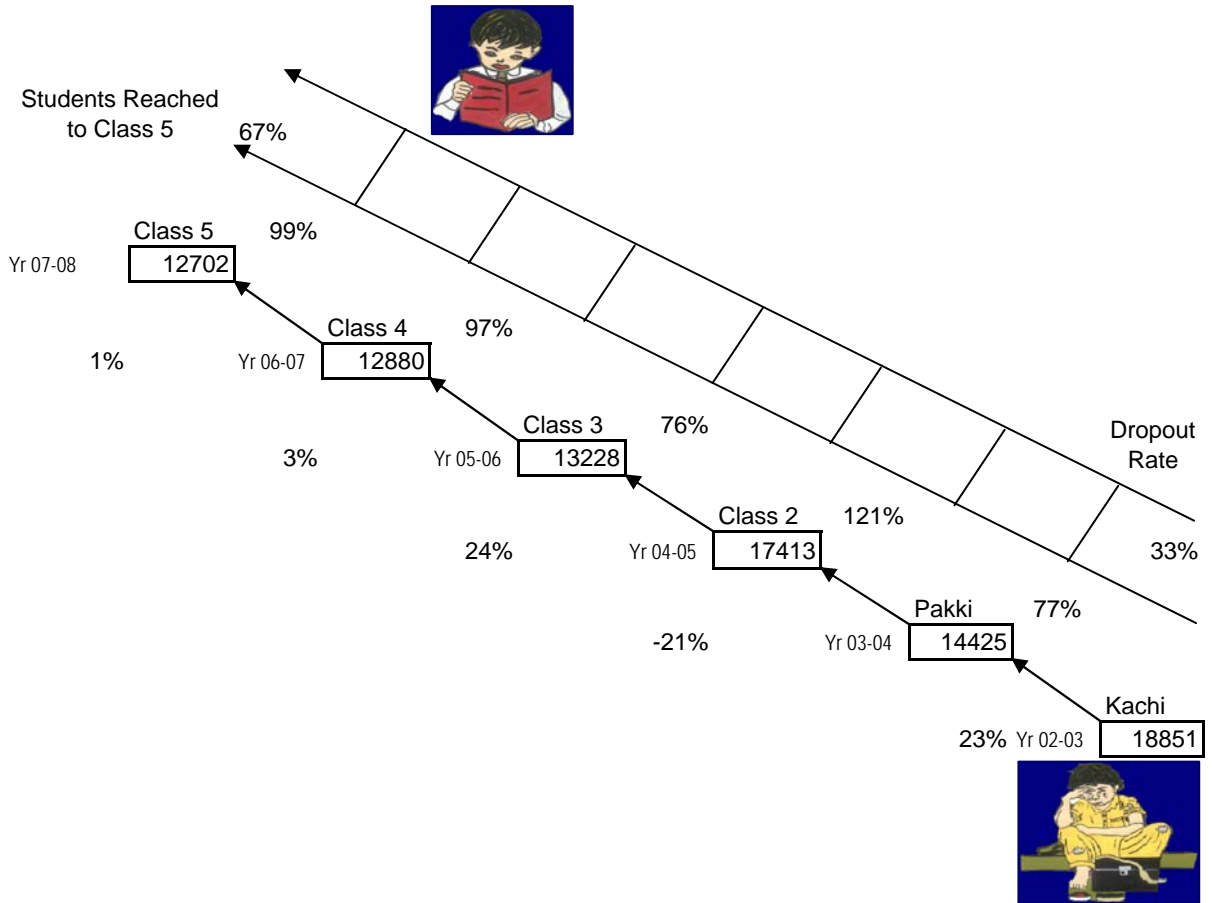 Students Reached
to Class 5
67%
Class 5
99%
Yr 07-08
12702
Class 4
97%
1%
Yr 06-07
12880
Class 3
76%
3%
Yr 05-06
13228
Dropout
Rate
Class 2
121%
24%
Yr 04-05
17413
33%
Pakki
77%
-21%
Yr 03-04
14425
Kachi
23%
Yr 02-03
18851